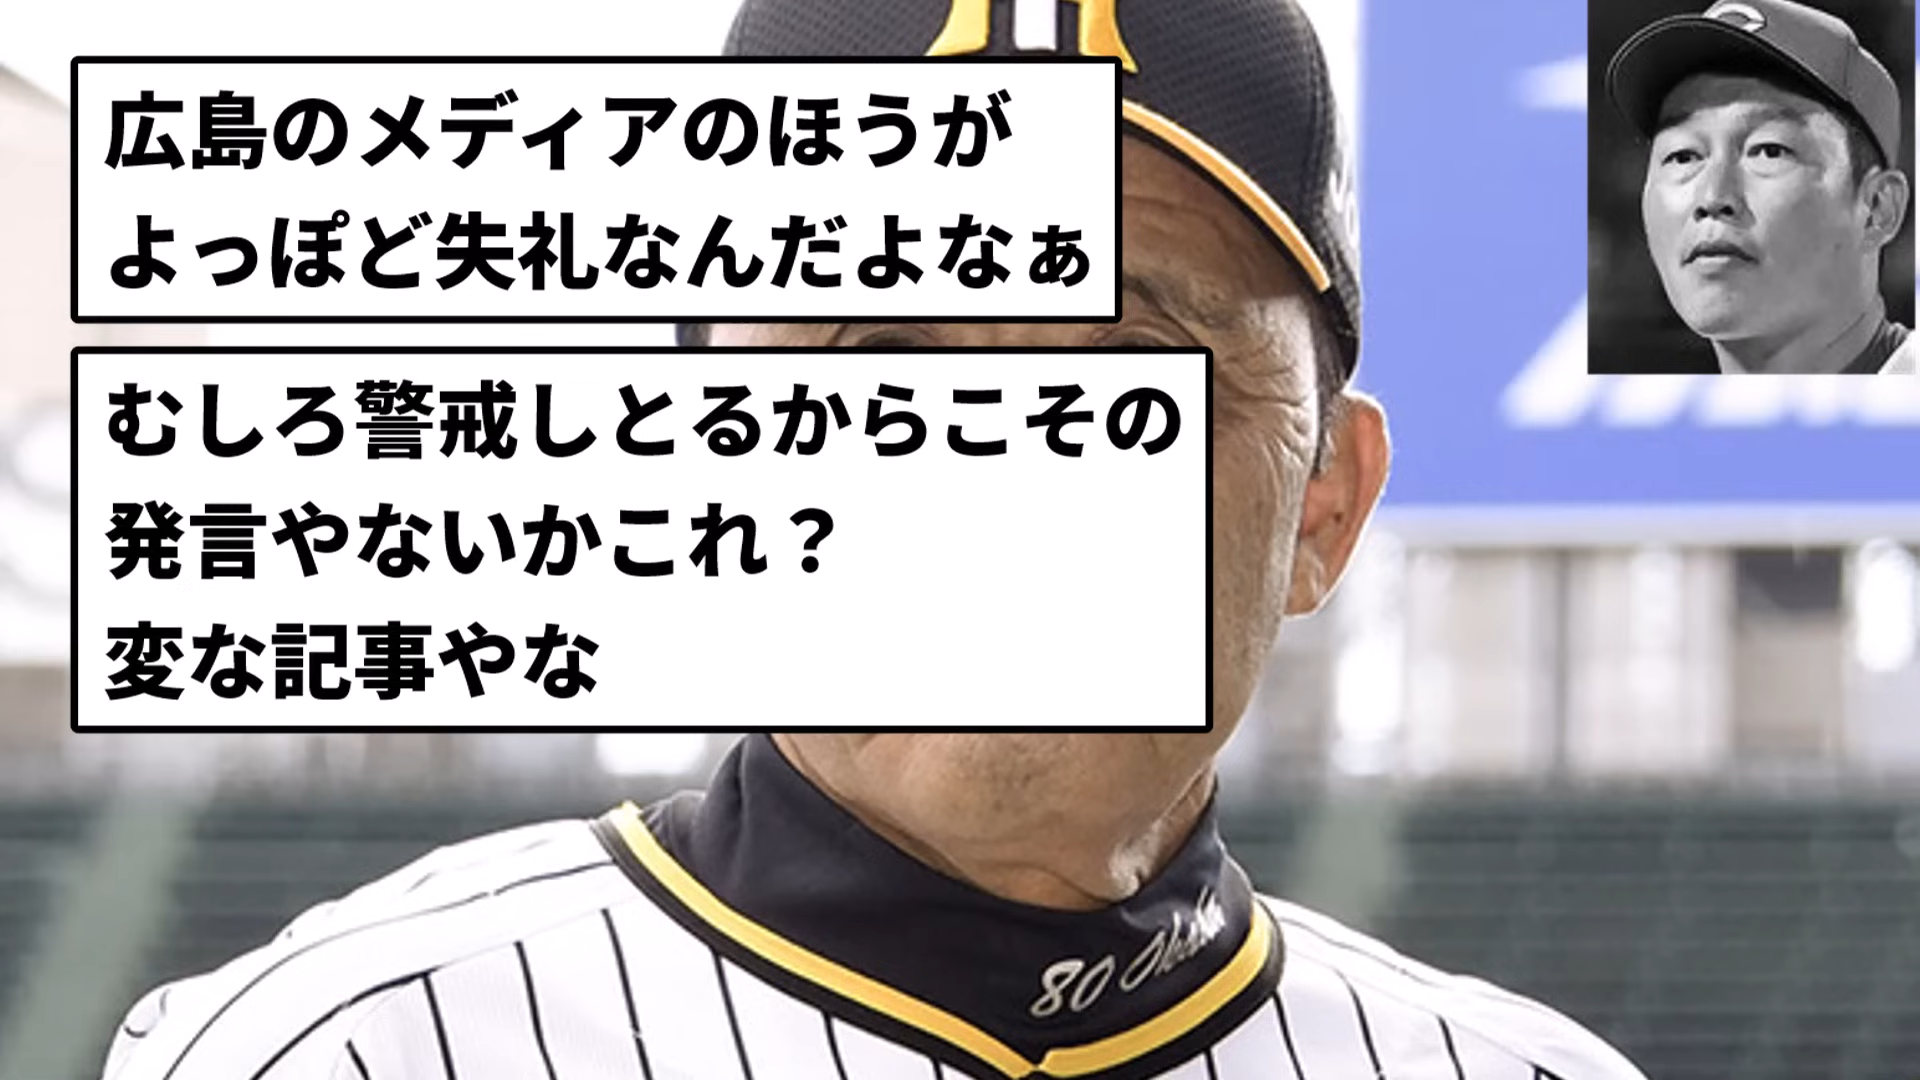 広島のメディアのほうが
よっぽど失礼なんだよなぁ
むしろ警戒しとるからこその
発言やないかこれ？
変な記事やな
80